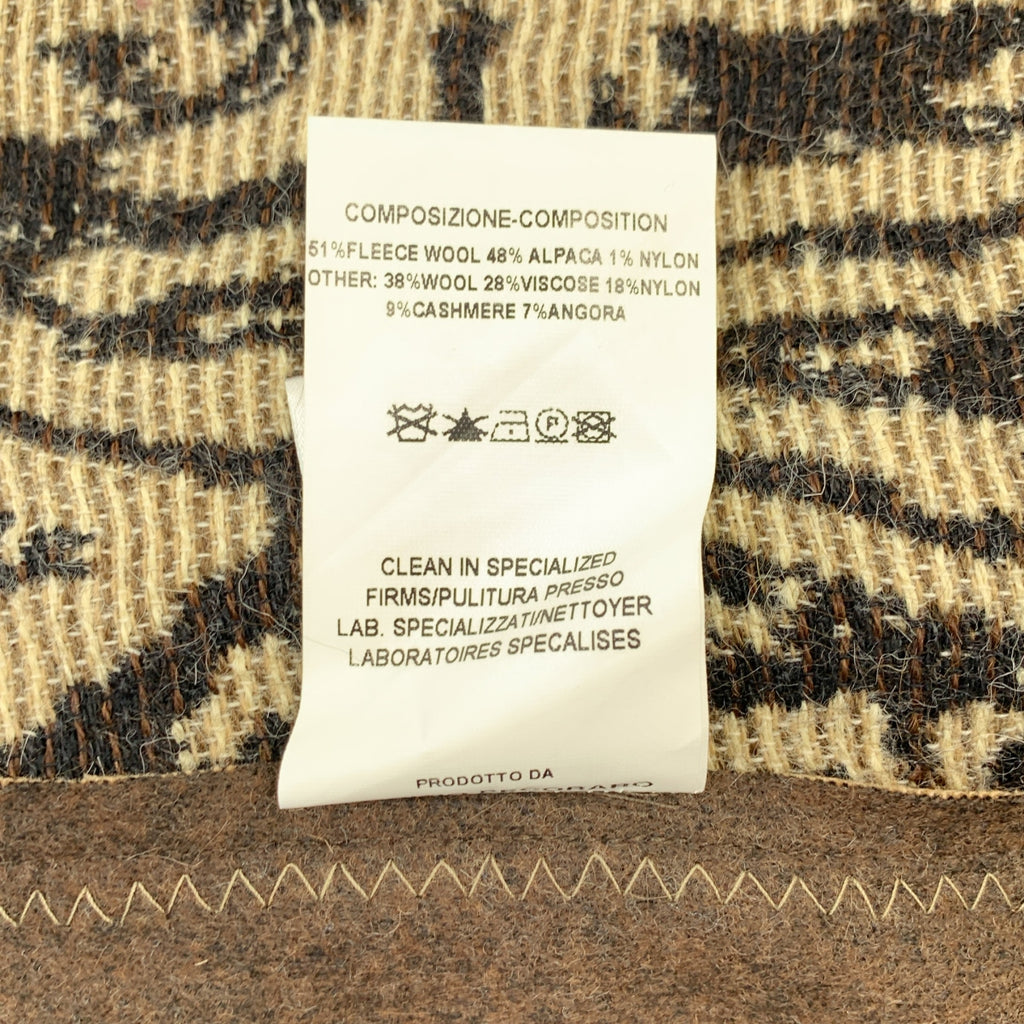 COMPOSIZIONE-COMPOSITION
51%FLEECE WOOL 48% ALPACA 1% NYLON
OTHER: 38%WOOL 28%VISCOSE 18%NYLON
9%CASHMERE 7%ANGORA
CLEAN IN SPECIALIZED
FIRMS/PULITURA PRESSO
LAB. SPECIALIZZATI/NETTOYER
LABORATOIRES SPECALISES
PRODOTTO DA